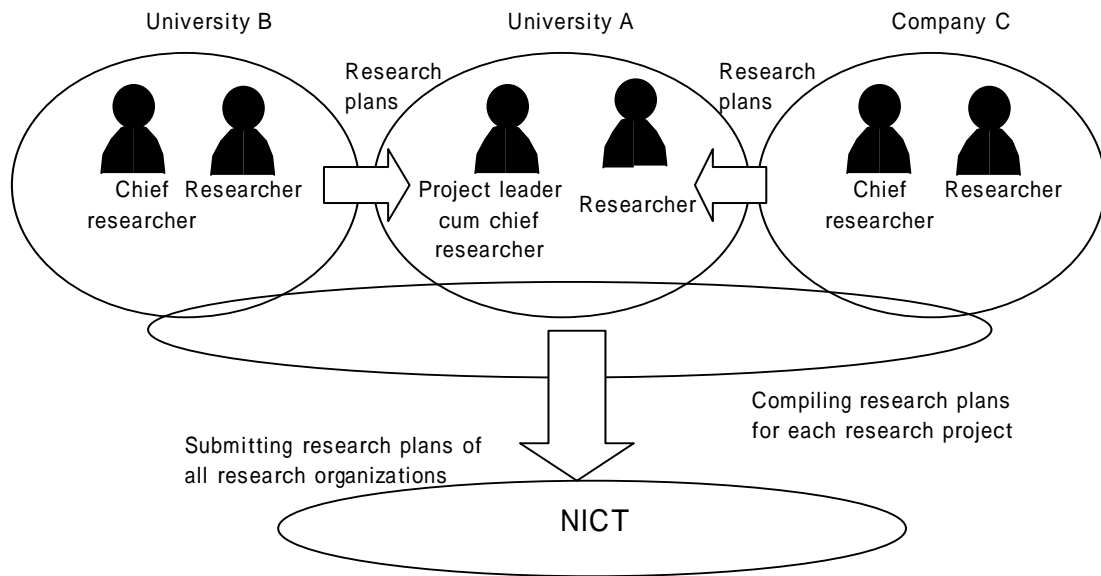 University B
University A
Company C
Research
plans
Research
plans
Chief
researcher
Researcher
Project leader
cum chief
researcher
Researcher
Chief
researcher
Researcher
Compiling research plans
for each research project
Submitting research plans of
all research organizations
NICT